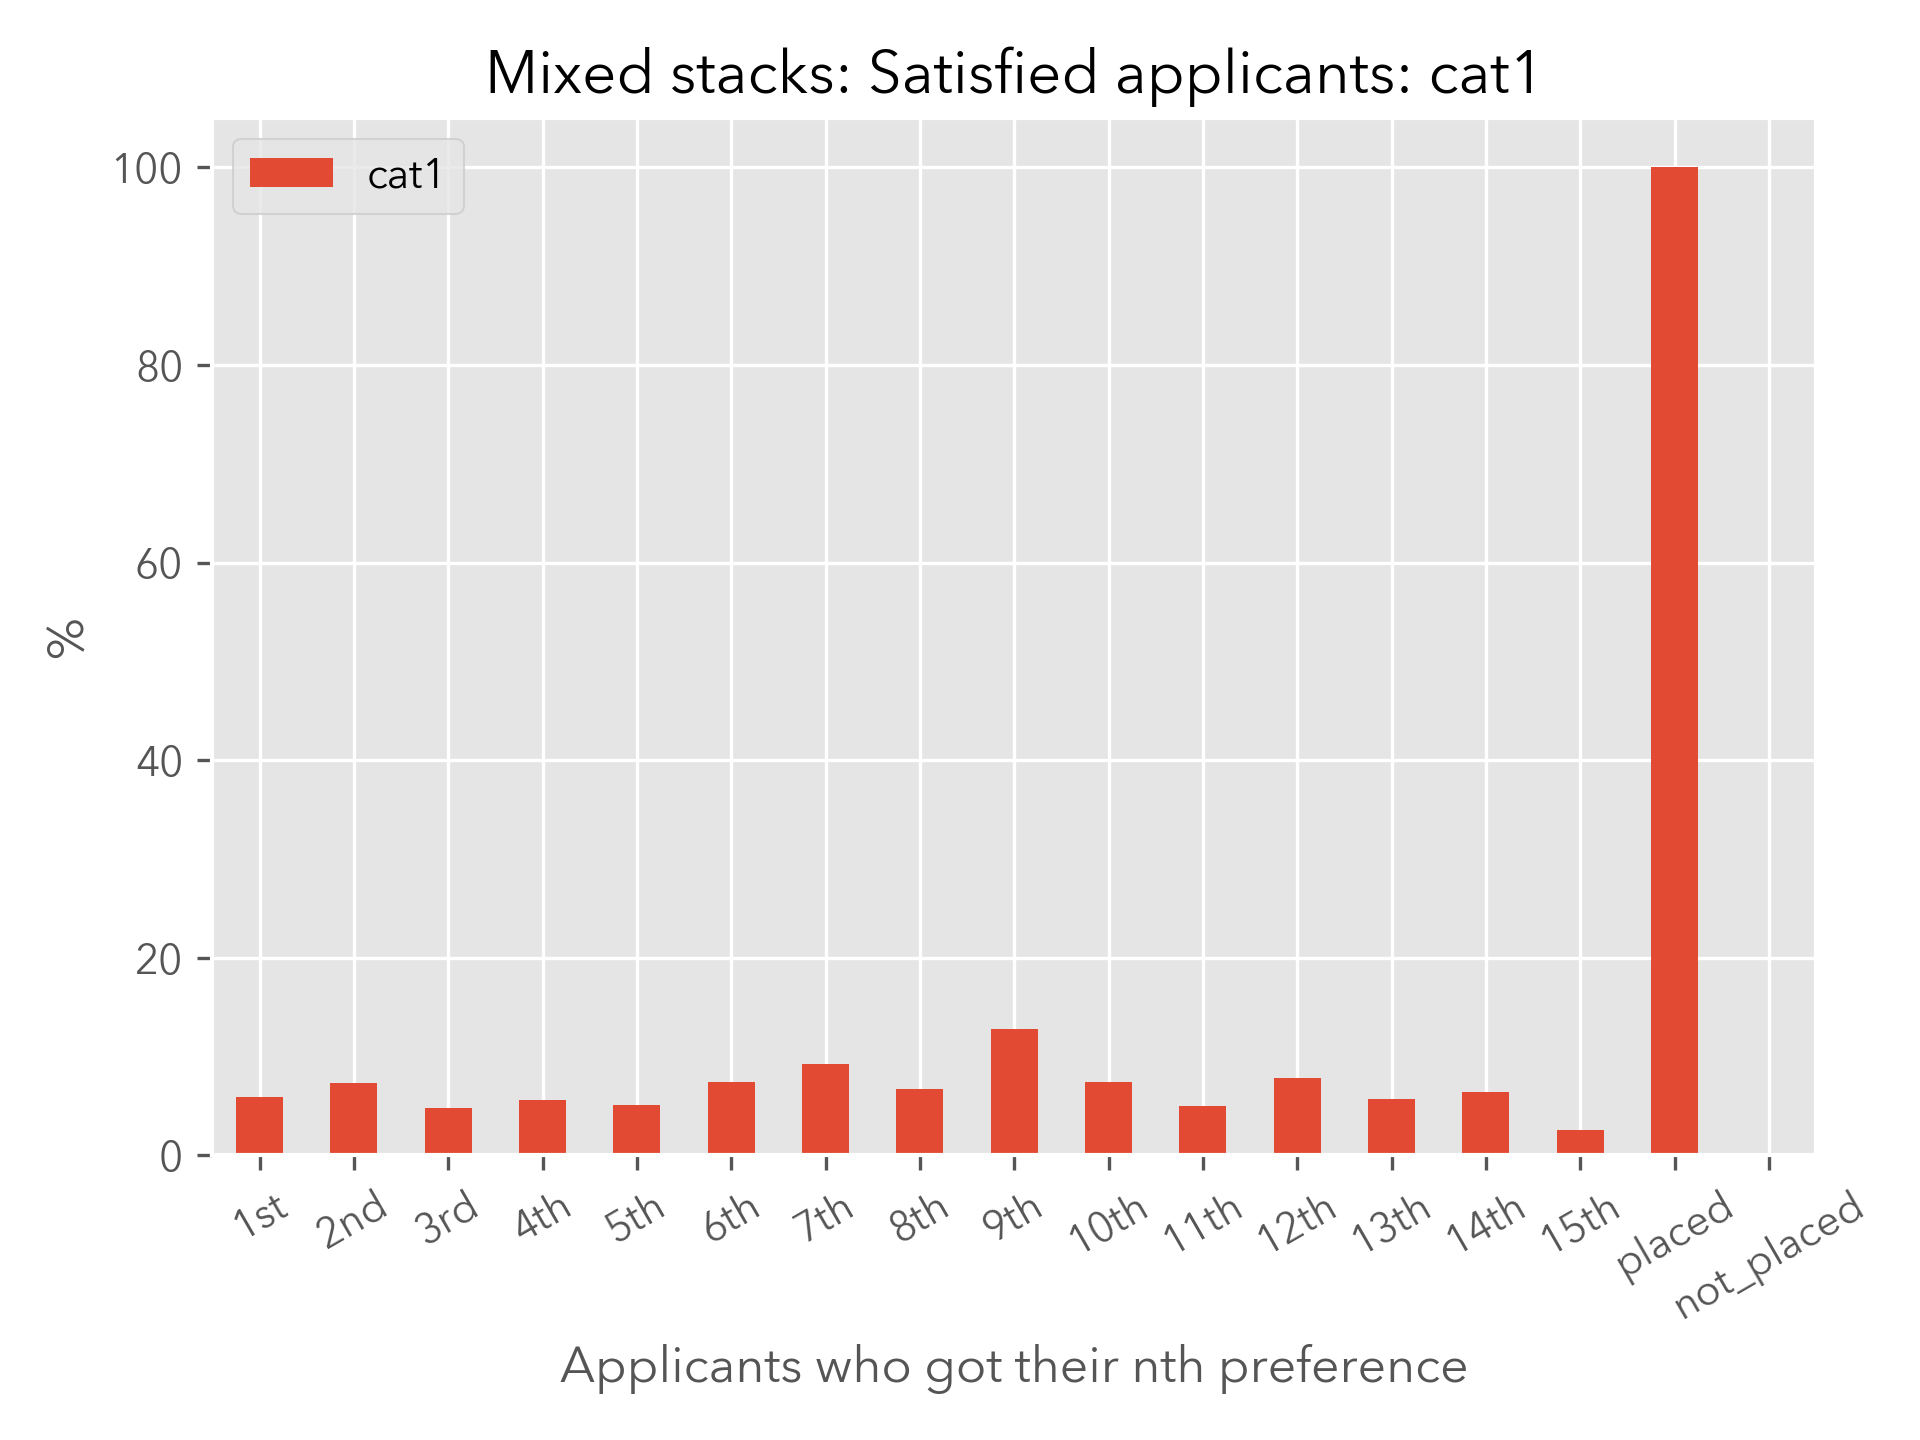 Mixed stacks: Satisfied applicants: cat1
cat1
100
80
60
40
20
0
%
1st 2nd 3rd 4th 5th 6th 7th 8th 9th 10th 11th 12th 13th 14th 15th placed not_placed
Applicants who got their nth preference